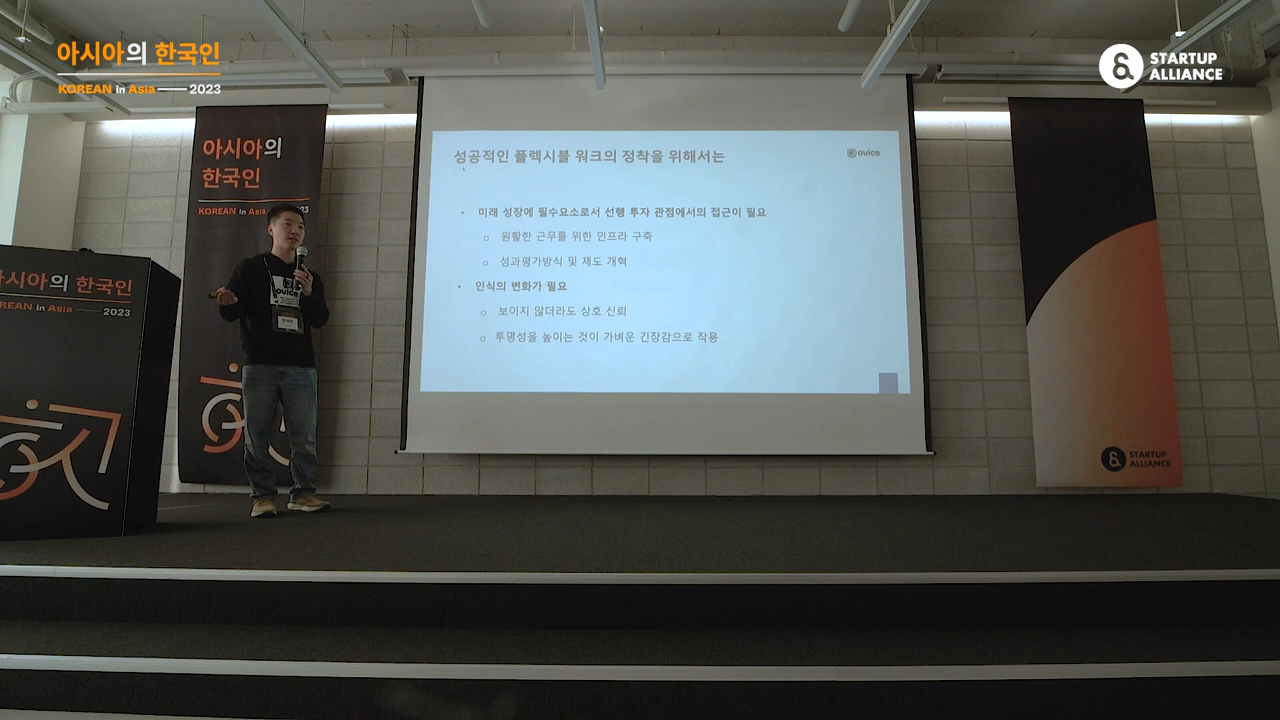 아시아의 한국인
KOREAN in Asia 2023
STARTUP
ALLIANCE
아시아의
한국인
KOREAN in Asia 2023
성공적인 플렉시블 워크의 정착을 위해서는
ovice
• 미래 성장에 필수요소로서 선행 투자 관점에서의 접근이 필요
○ 원활한 근무를 위한 인프라 구축
○ 성과평가방식 및 제도 개혁
• 인식의 변화가 필요
○ 보이지 않더라도 상호 신뢰
○ 투명성을 높이는 것이 가벼운 긴장감으로 작용
아시아의 한국인
KOREAN in Asia 2023
ovice
STARTUP
ALLIANCE